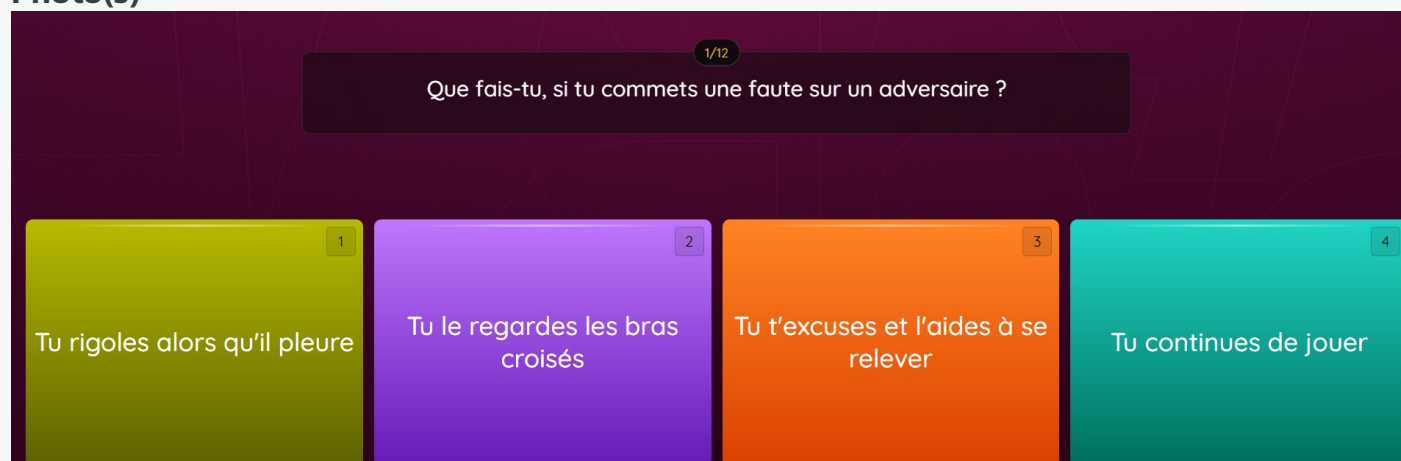 1/12
Que fais-tu, si tu commets une faute sur un adversaire ?
1
Tu rigoles alors qu'il pleure
2
Tu le regardes les bras
croisés
3
Tu t'excuses et l'aides à se
relever
4
Tu continues de jouer